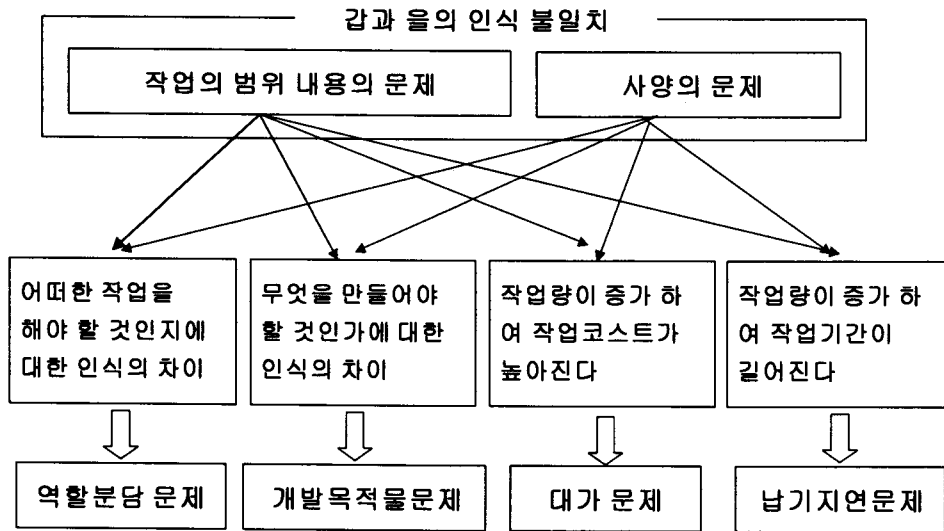 갑과 을의 인식 불일치
작업의 범위 내용의 문제
사양의 문제
어떠한 작업을
해야 할 것인지에
대한 인식의 차이
무엇울 만들어야
할 것인가에 대한
인식의 차이
작업량이 증가 하
여 작업코스트가
높아진다
작업량이 증가 하
여 작업기간이
길어진다
역할분담 문제
개발목적물문제
대가 문제
납기지연문제